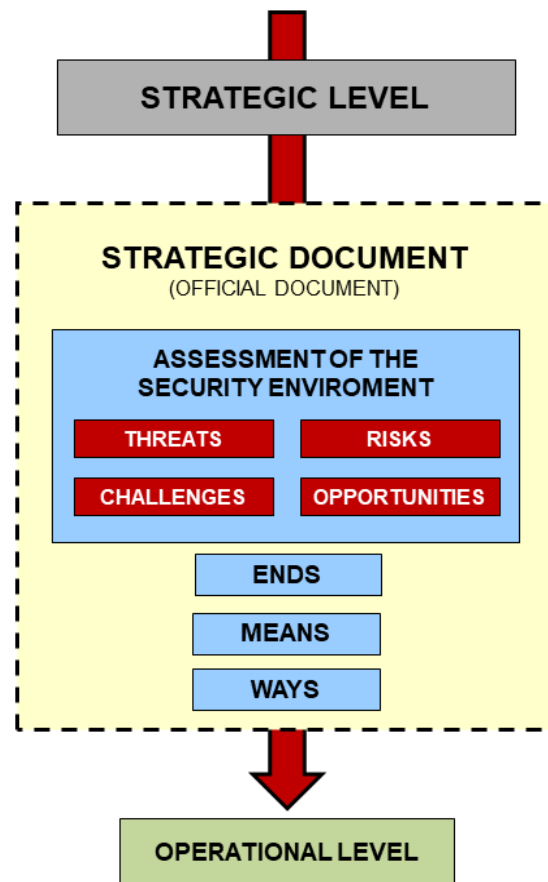 STRATEGIC LEVEL
STRATEGIC DOCUMENT
(OFFICIAL DOCUMENT)
ASSESSMENT OF THE
SECURITY ENVIROMENT
THREATS
RISKS
CHALLENGES
OPPORTUNITIES
ENDS
MEANS
WAYS
OPERATIONAL LEVEL